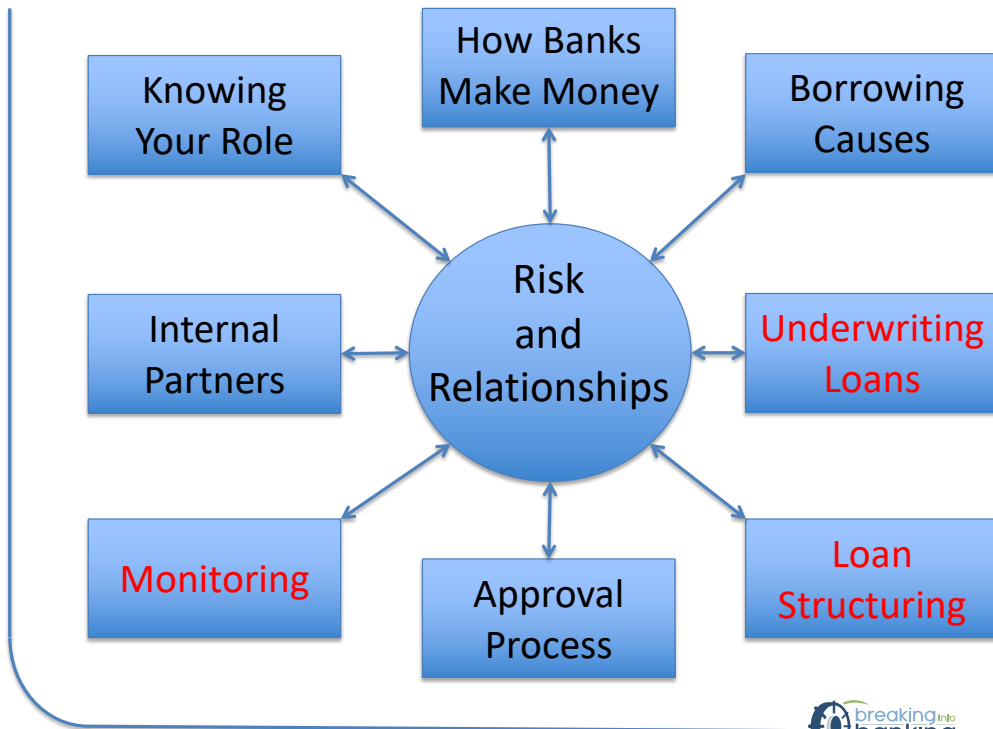 How Banks
Make Money
Knowing
Your Role
Borrowing
Causes
Risk
and
Relationships
Internal
Partners
Underwriting
Loans
Monitoring
Approval
Process
Loan
Structuring
breaking into
banking